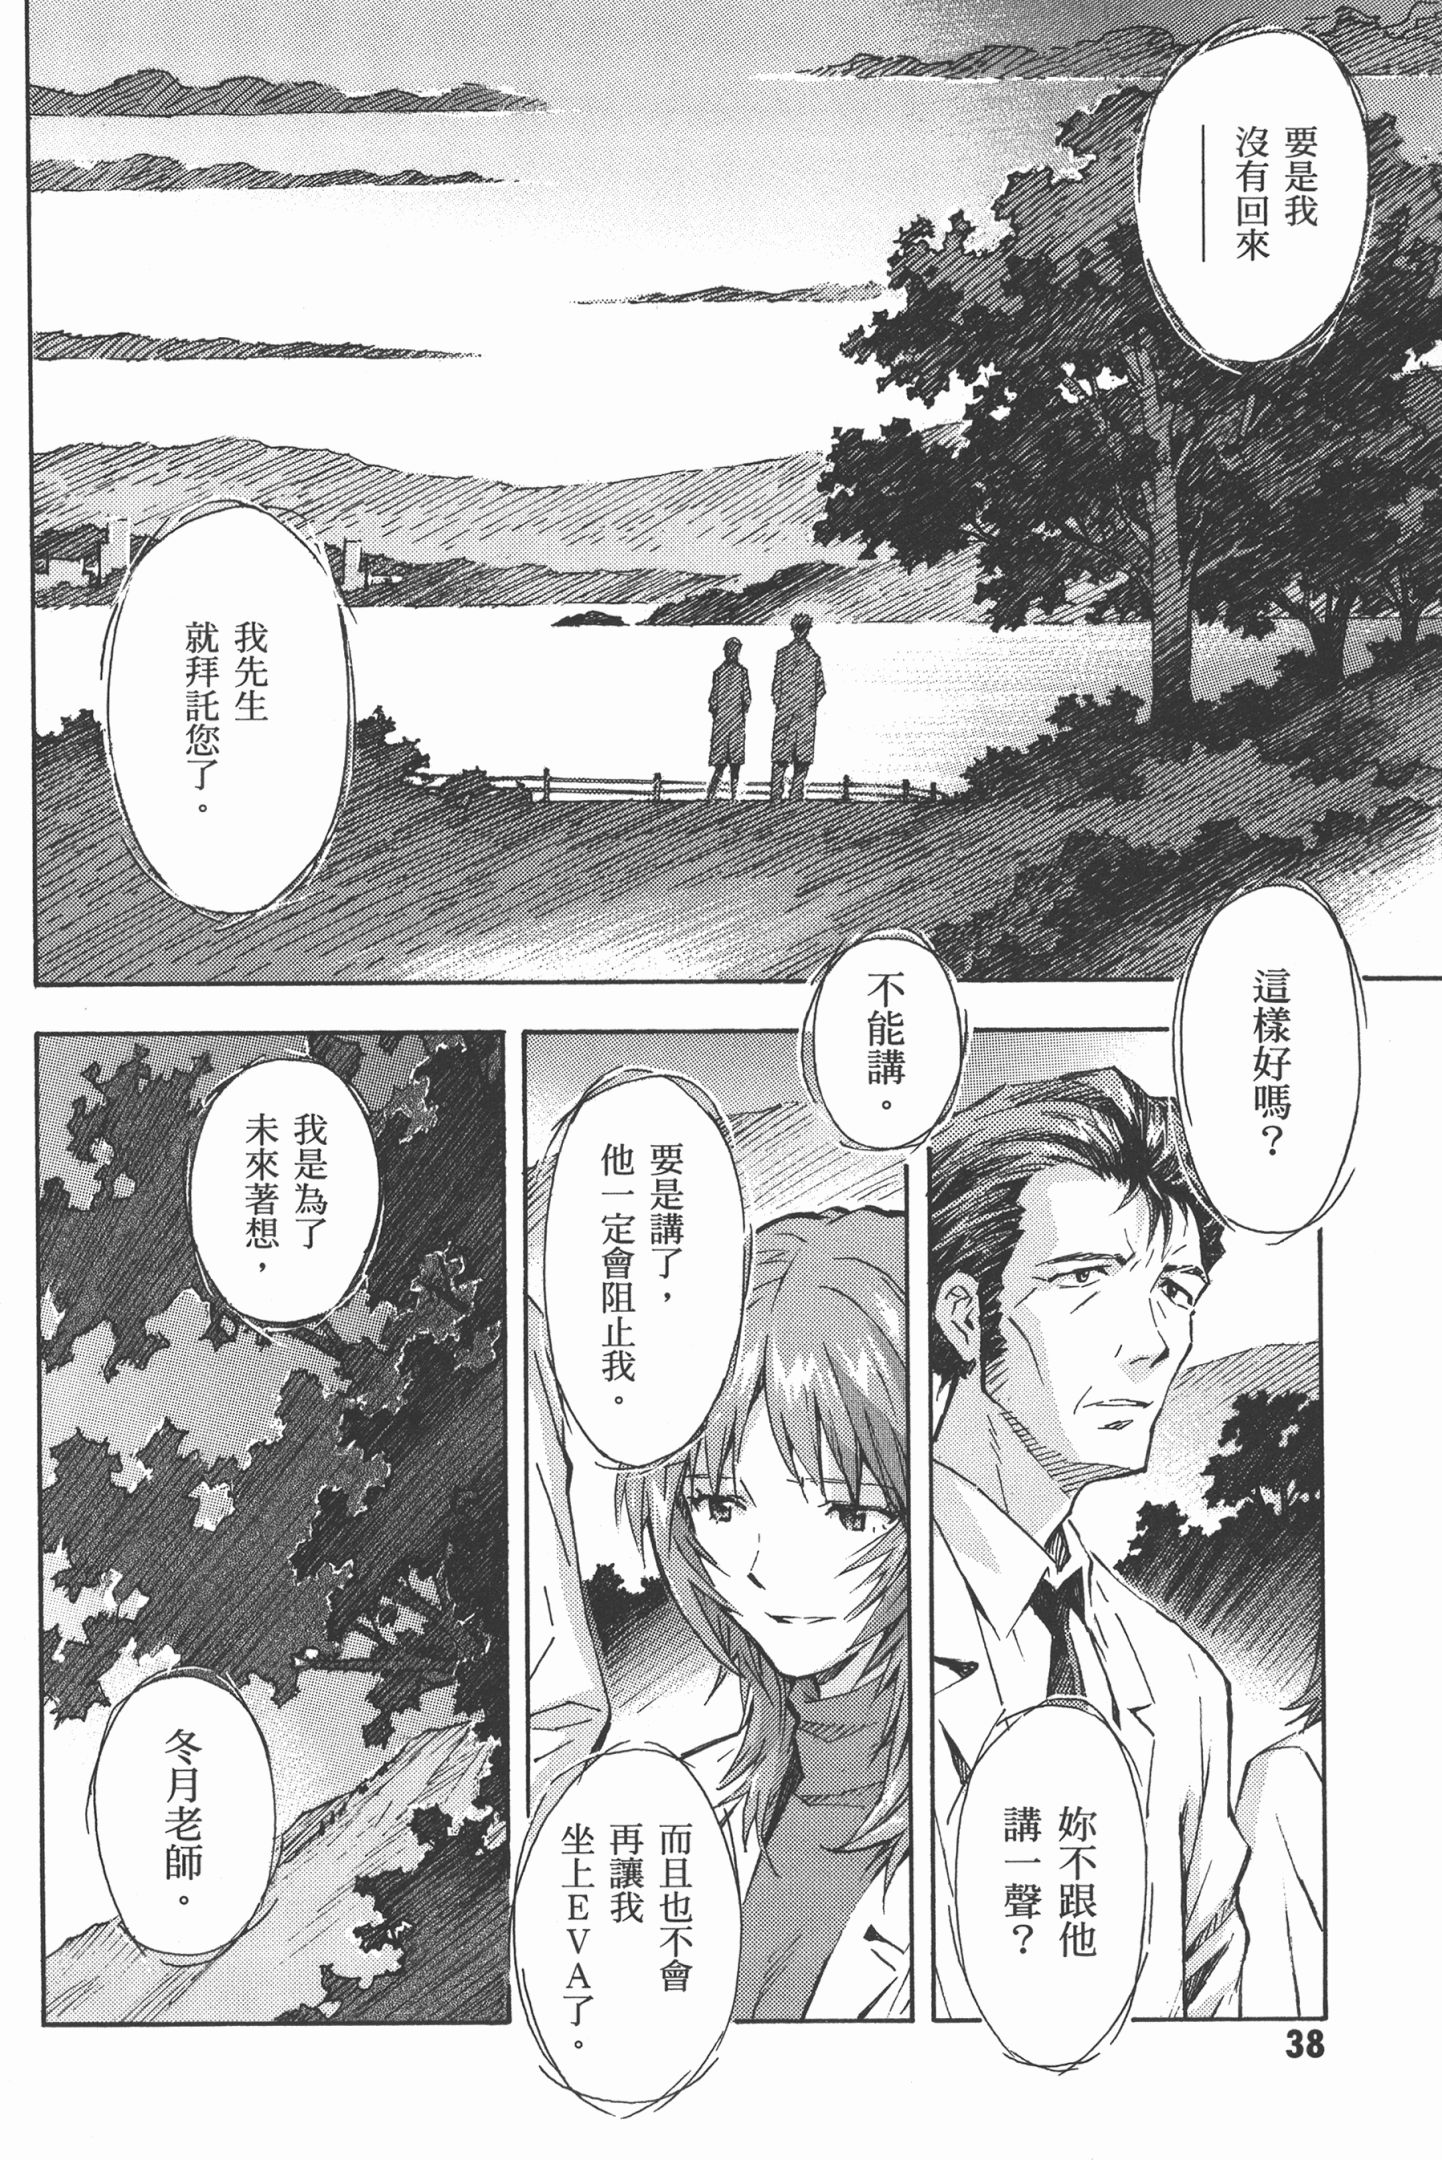 要是我
沒有回來
——
我先生
就拜託您了。
這樣好嗎？
妳不跟他
講一聲？
不能講。
要是講了，
他一定會阻止我。
而且也不會
再讓我
坐上EVA了。
我是為了
未來著想，
冬月老師。
38